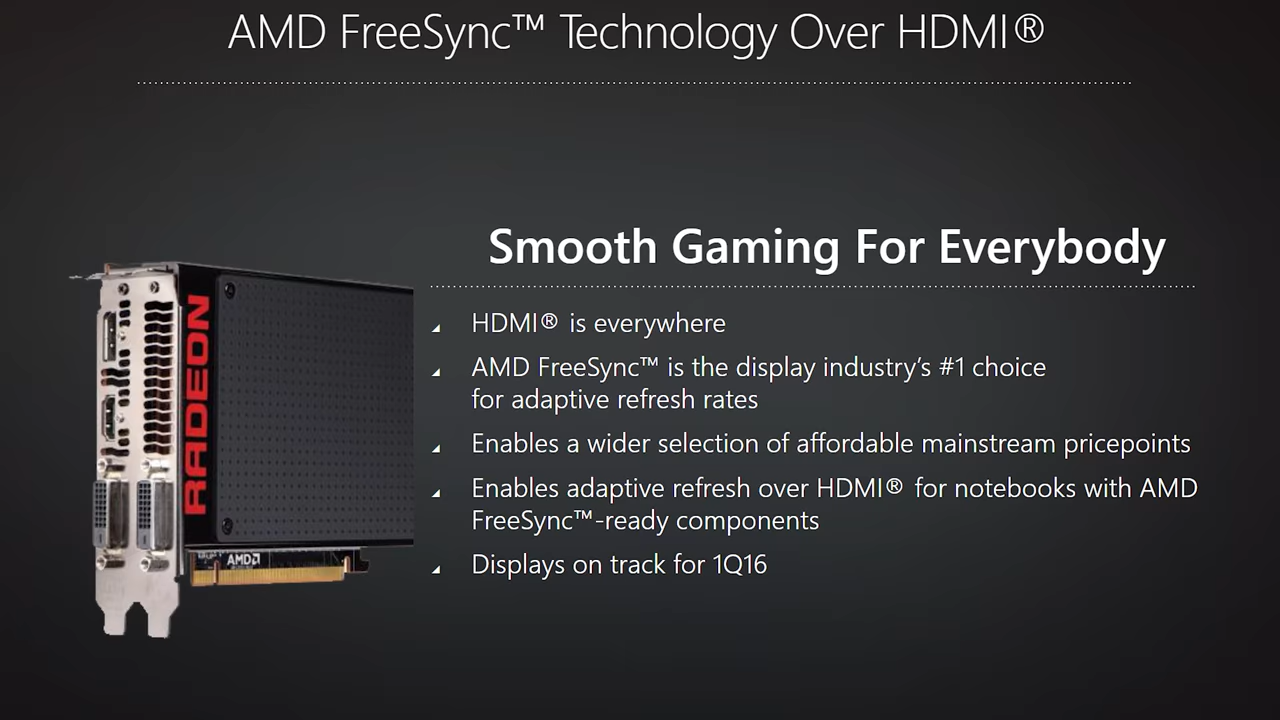 AMD FreeSync™ Technology Over HDMI®
Smooth Gaming For Everybody
HDMI® is everywhere
AMD FreeSync™ is the display industry's #1 choice
for adaptive refresh rates
Enables a wider selection of affordable mainstream pricepoints
Enables adaptive refresh over HDMI® for notebooks with AMD
FreeSync™-ready components
Displays on track for 1Q16
RADEON
AMD